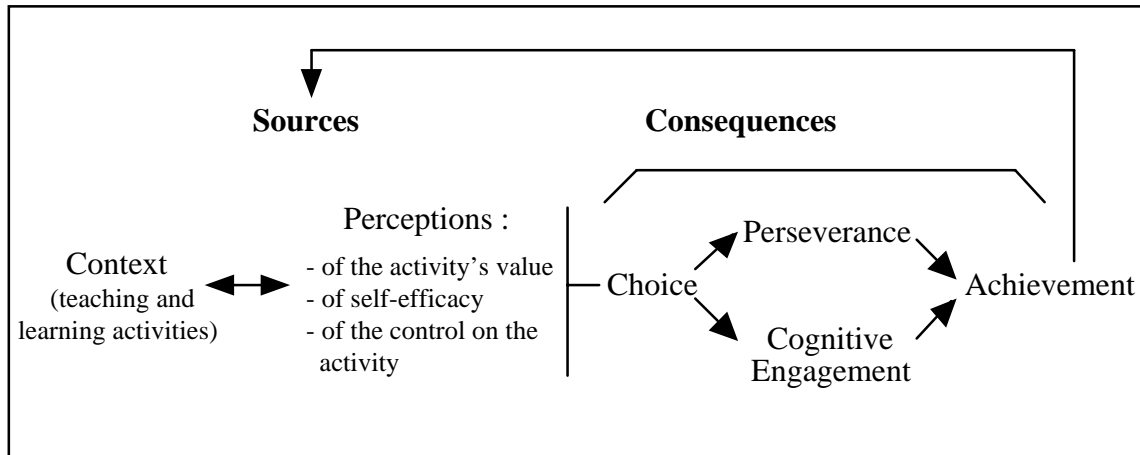 Sources
Consequences
Perceptions :
- of the activity’s value
- of self-efficacy
- of the control on the
activity
Context
(teaching and
learning activities)
Choice
Perseverance
Cognitive
Engagement
Achievement